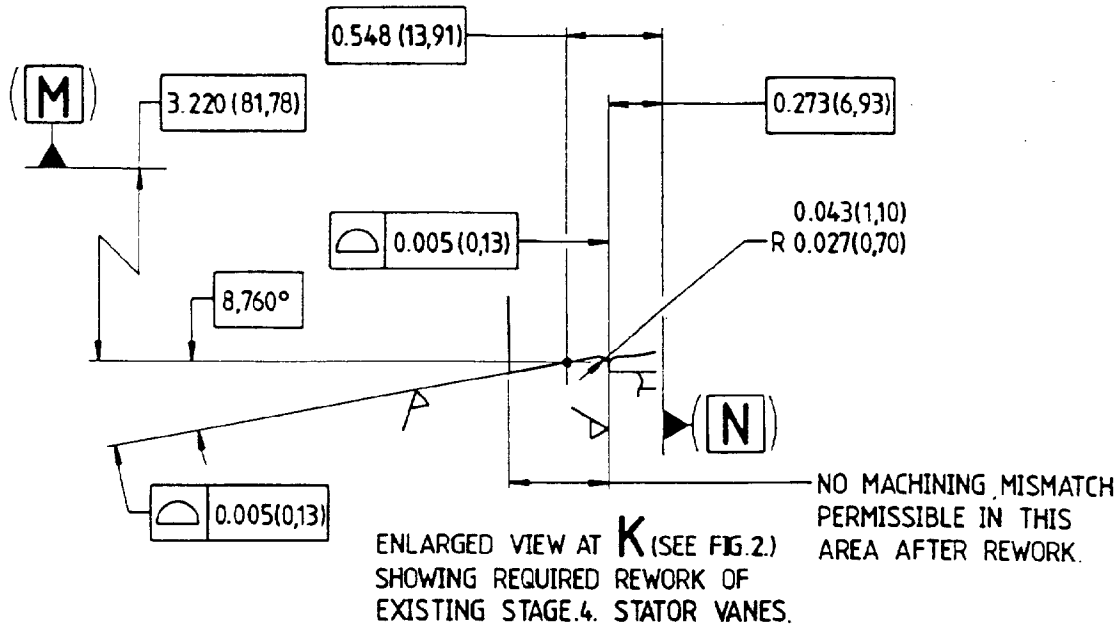 0.548 (13,91)
(M)
3.220 (81,78)
0.273(6,93)
0.043(1,10)
R 0.027(0,70)
0.005(0,13)
8,760°
(N)
0.005(0,13)
NO MACHINING MISMATCH
PERMISSIBLE IN THIS
AREA AFTER REWORK.
ENLARGED VIEW AT K (SEE FIG.2.)
SHOWING REQUIRED REWORK OF
EXISTING STAGE.4. STATOR VANES.